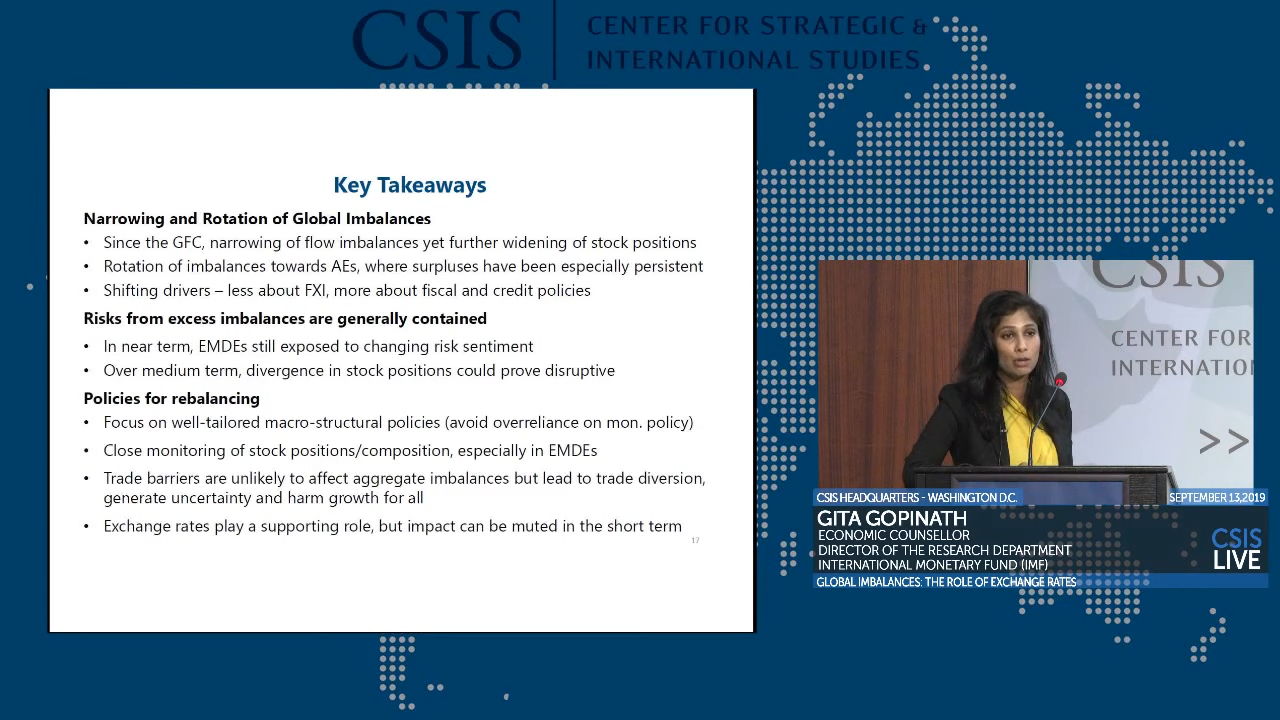 CSIS
CENTER FOR STRATEGIC &
INTERNATIONAL STUDIES
Key Takeaways
Narrowing and Rotation of Global Imbalances
• Since the GFC, narrowing of flow imbalances yet further widening of stock positions
• Rotation of imbalances towards AEs, where surpluses have been especially persistent
• Shifting drivers – less about FXI, more about fiscal and credit policies
Risks from excess imbalances are generally contained
• In near term, EMDEs still exposed to changing risk sentiment
• Over medium term, divergence in stock positions could prove disruptive
Policies for rebalancing
• Focus on well-tailored macro-structural policies (avoid overreliance on mon. policy)
• Close monitoring of stock positions/composition, especially in EMDEs
• Trade barriers are unlikely to affect aggregate imbalances but lead to trade diversion,
generate uncertainty and harm growth for all
• Exchange rates play a supporting role, but impact can be muted in the short term
17
CSIS
CENTER FOR
INTERNATION
>>
CSIS HEADQUARTERS - WASHINGTON D.C.
SEPTEMBER 13,2019
GITA GOPINATH
ECONOMIC COUNSELLOR
DIRECTOR OF THE RESEARCH DEPARTMENT
INTERNATIONAL MONETARY FUND (IMF)
CSIS
LIVE
GLOBAL IMBALANCES: THE ROLE OF EXCHANGE RATES